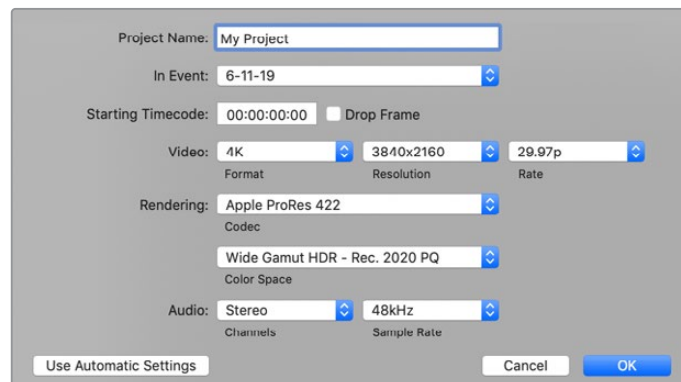 Project Name: My Project
In Event: 6-11-19
Starting Timecode: 00:00:00:00 Drop Frame
Video: 4K 3840x2160 29.97p
Format Resolution Rate
Rendering: Apple ProRes 422
Codec
Wide Gamut HDR - Rec. 2020 PQ
Color Space
Audio: Stereo 48kHz
Channels Sample Rate
Use Automatic Settings Cancel OK